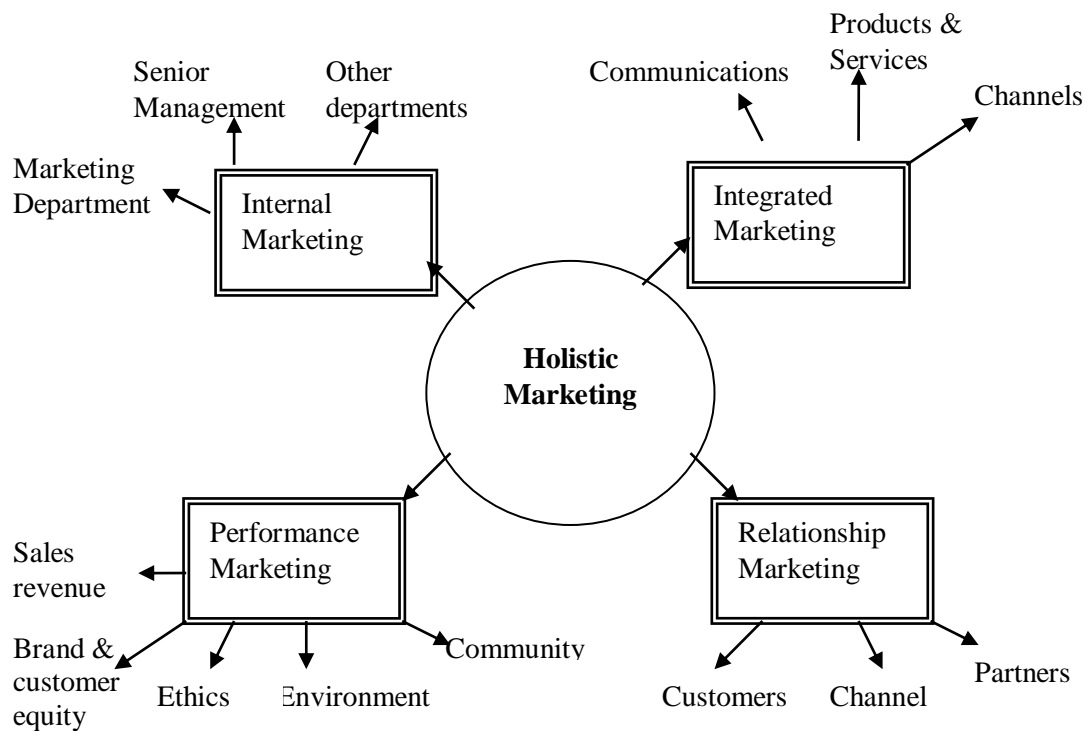 Senior
Management
Other
departments
Marketing
Department
Internal
Marketing
Communications
Products &
Services
Channels
Integrated
Marketing
Holistic
Marketing
Performance
Marketing
Sales
revenue
Brand &
customer
equity
Ethics
Environment
Community
Relationship
Marketing
Customers
Channel
Partners